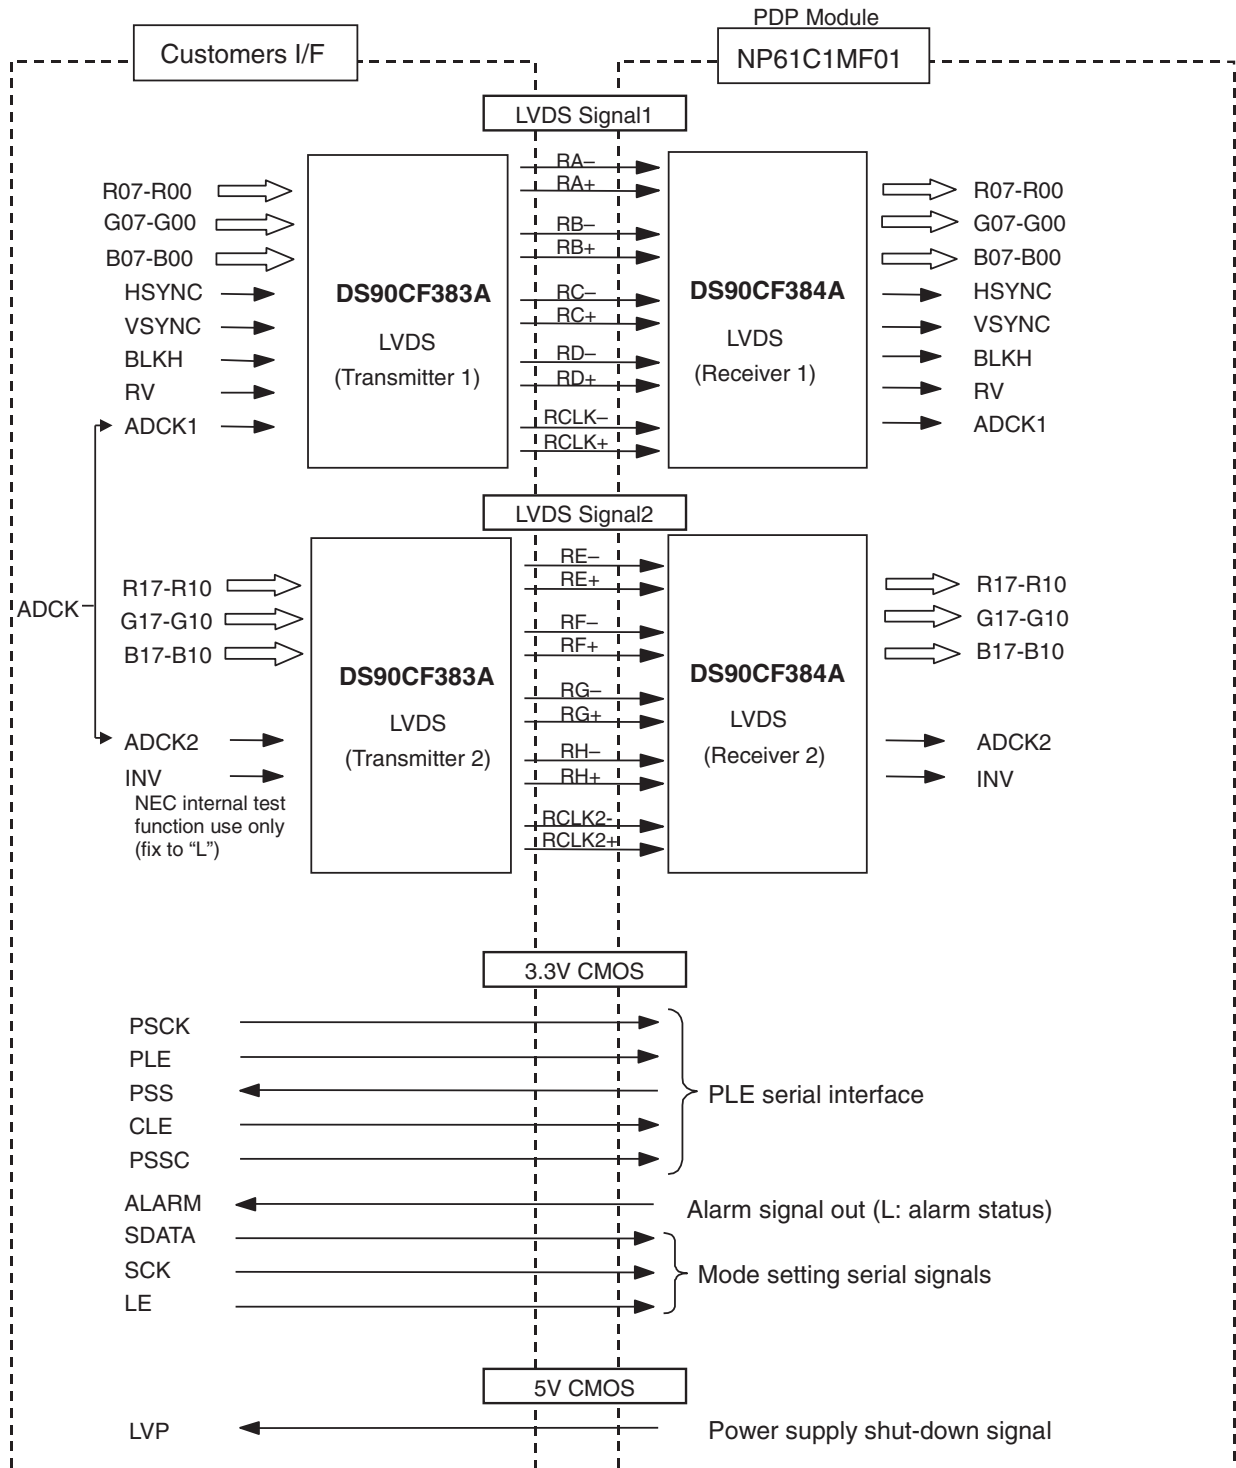 PDP Module
Customers I/F
NP61C1MF01
LVDS Signal1
R07-R00
G07-G00
B07-B00
HSYNC
VSYNC
BLKH
RV
ADCK1
DS90CF383A
LVDS
(Transmitter 1)
RA–
RA+
RB–
RB+
RC–
RC+
RD–
RD+
RCLK–
RCLK+
DS90CF384A
LVDS
(Receiver 1)
R07-R00
G07-G00
B07-B00
HSYNC
VSYNC
BLKH
RV
ADCK1
LVDS Signal2
ADCK
R17-R10
G17-G10
B17-B10
ADCK2
INV
NEC internal test
function use only
(fix to “L”)
DS90CF383A
LVDS
(Transmitter 2)
RE–
RE+
RF–
RF+
RG–
RG+
RH–
RH+
RCLK2-
RCLK2+
DS90CF384A
LVDS
(Receiver 2)
R17-R10
G17-G10
B17-B10
ADCK2
INV
3.3V CMOS
PSCK
PLE
PSS
CLE
PSSC
PLE serial interface
ALARM
Alarm signal out (L: alarm status)
SDATA
SCK
LE
Mode setting serial signals
5V CMOS
LVP
Power supply shut-down signal